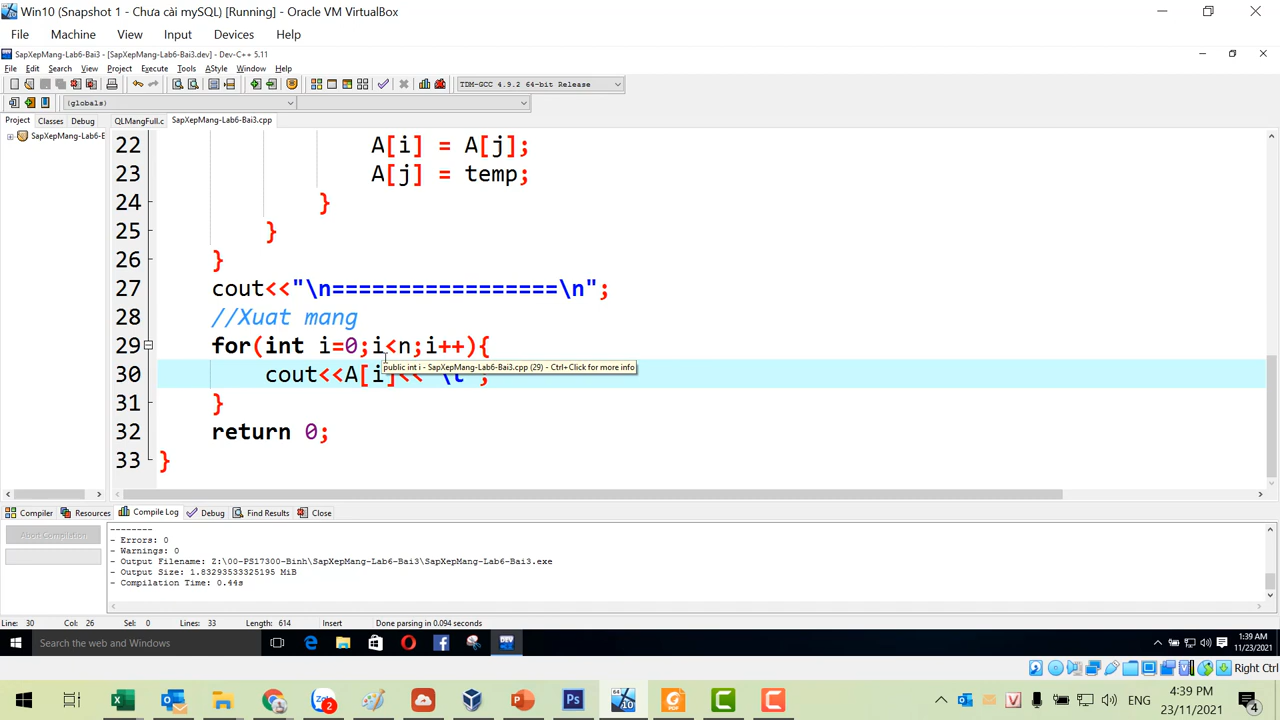 Win10 (Snapshot 1 - Chưa cài mySQL) [Running] - Oracle VM VirtualBox
File Machine View Input Devices Help
SapXepMang-Lab6-Bai3 - [SapXepMang-Lab6-Bai3.dev] - Dev-C++ 5.11
File Edit Search View Project Execute Tools AStyle Window Help
TDM-GCC 4.9.2 64-bit Release
(globals)
Project Classes Debug QLMangFull.c SapXepMang-Lab6-Bai3.cpp
SapXepMang-Lab6-E
22 A[i] = A[j];
23 A[j] = temp;
24 }
25 }
26 }
27 cout<<"\n=================\n";
28 //Xuat mang
29 for(int i=0;i<n;i++){
public int i - SapXepMang-Lab6-Bai3.cpp (29) - Ctrl+Click for more info
30 cout<<A[i]<<"\t";
31 }
32 return 0;
33 }
Compiler Resources Compile Log Debug Find Results Close
Abort Compilation
--------
- Errors: 0
- Warnings: 0
- Output Filename: Z:\00-PS17300-Binh\SapXepMang-Lab6-Bai3\SapXepMang-Lab6-Bai3.exe
- Output Size: 1.83293533325195 MiB
- Compilation Time: 0.44s
Line: 30 Col: 26 Sel: 0 Lines: 33 Length: 614 Insert Done parsing in 0.094 seconds
Search the web and Windows
DEV
1:39 AM
11/23/2021
Right Ctrl
64
10
2
Ps
PDF
ENG
4:39 PM
23/11/2021
4